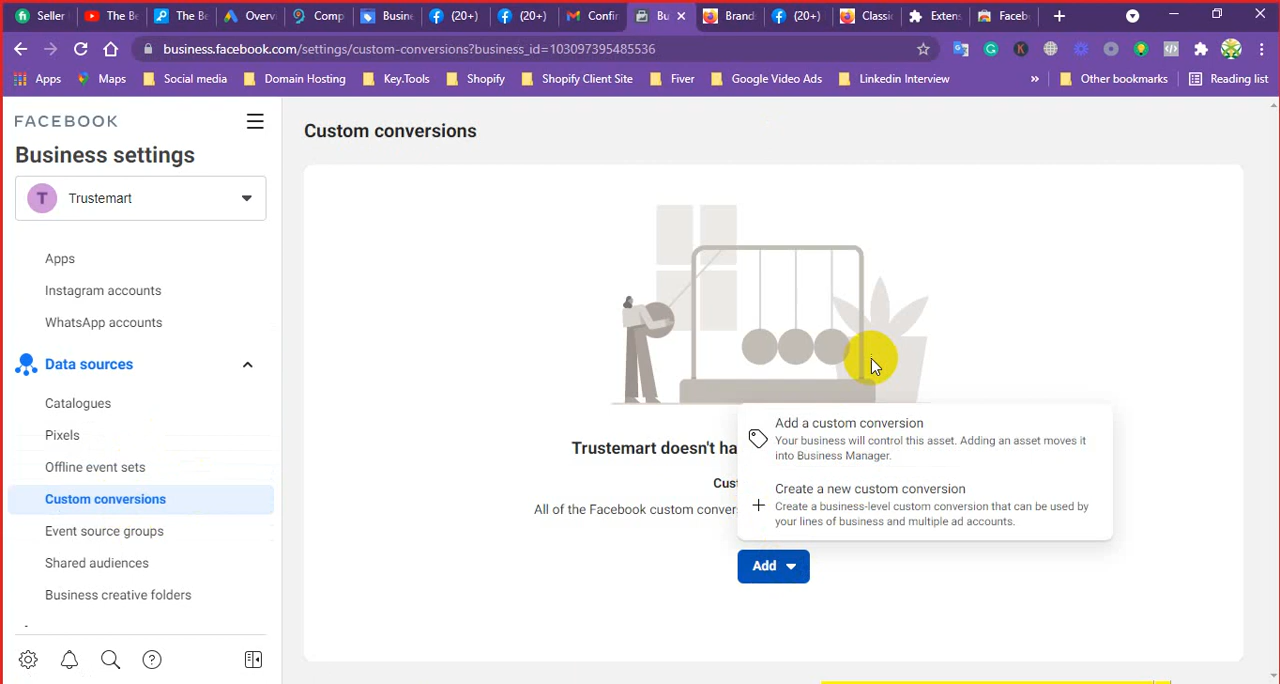 Seller
The Be
The Be
Overvi
Comp
Busine
(20+)
(20+)
Confir
Bu
Brand
(20+)
Classi
Extens
Faceb
business.facebook.com/settings/custom-conversions?business_id=103097395485536
Apps
Maps
Social media
Domain Hosting
Key.Tools
Shopify
Shopify Client Site
Fiver
Google Video Ads
Linkedin Interview
»
Other bookmarks
Reading list
FACEBOOK
Business settings
T
Trustemart
Apps
Instagram accounts
WhatsApp accounts
Data sources
Catalogues
Pixels
Offline event sets
Custom conversions
Event source groups
Shared audiences
Business creative folders
Custom conversions
Trustemart doesn't ha
Cus
All of the Facebook custom conver
Add a custom conversion
Your business will control this asset. Adding an asset moves it
into Business Manager.
Create a new custom conversion
Create a business-level custom conversion that can be used by
your lines of business and multiple ad accounts.
Add